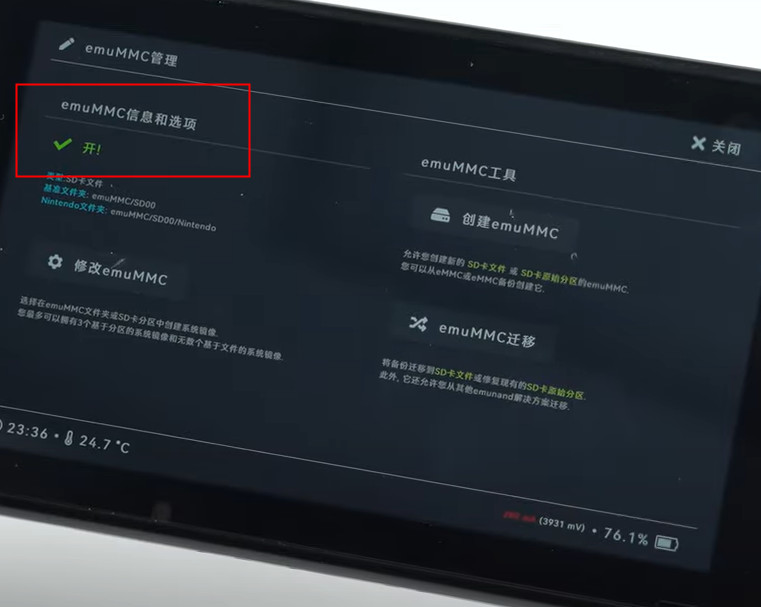 emuMMC管理
关闭
emuMMC信息和选项
开!
类型:SD卡文件
基准文件夹: emuMMC/SD00
Nintendo文件夹: emuMMC/SD00/Nintendo
修改emuMMC
选择在emuMMC文件夹或SD卡分区中创建系统镜像.
您最多可以拥有3个基于分区的系统镜像和无数个基于文件的系统镜像.
emuMMC工具
创建emuMMC
允许您创建新的 SD卡文件 或 SD卡原始分区的emuMMC.
您可以从eMMC或eMMC备份创建它.
emuMMC迁移
将备份迁移到SD卡文件或修复现有的SD卡原始分区.
此外, 它还允许您从其他emunand解决方案迁移.
23:36 • 24.7 °C
(3931 mV) • 76.1%